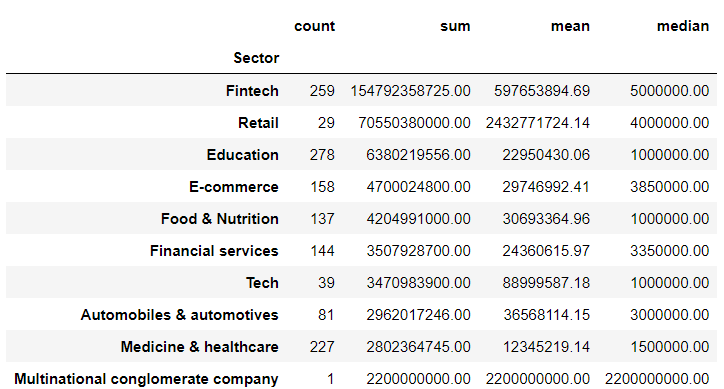 count sum mean median
Sector
Fintech 259 154792358725.00 597653894.69 5000000.00
Retail 29 70550380000.00 2432771724.14 4000000.00
Education 278 6380219556.00 22950430.06 1000000.00
E-commerce 158 4700024800.00 29746992.41 3850000.00
Food & Nutrition 137 4204991000.00 30693364.96 1000000.00
Financial services 144 3507928700.00 24360615.97 3350000.00
Tech 39 3470983900.00 88999587.18 1000000.00
Automobiles & automotives 81 2962017246.00 36568114.15 3000000.00
Medicine & healthcare 227 2802364745.00 12345219.14 1500000.00
Multinational conglomerate company 1 2200000000.00 2200000000.00 2200000000.00